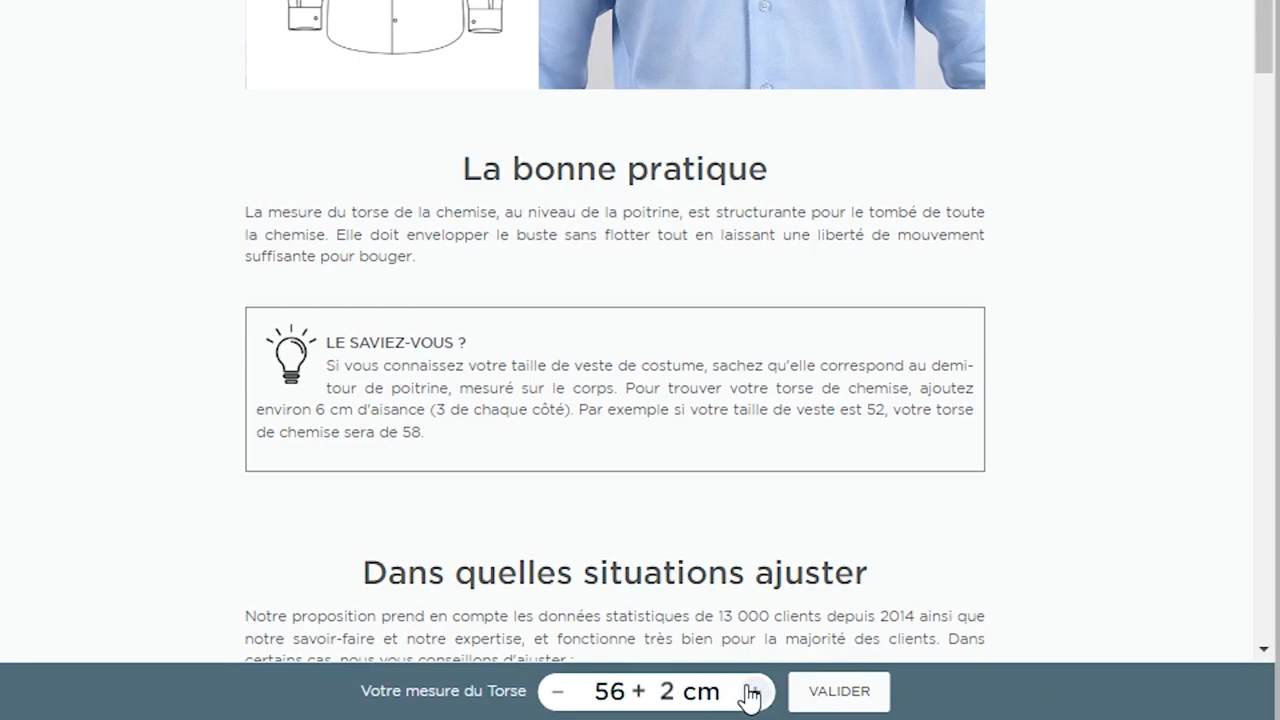 La bonne pratique
La mesure du torse de la chemise, au niveau de la poitrine, est structurante pour le tombé de toute
la chemise. Elle doit envelopper le buste sans flotter tout en laissant une liberté de mouvement
suffisante pour bouger.
LE SAVIEZ-VOUS ?
Si vous connaissez votre taille de veste de costume, sachez qu'elle correspond au demi-
tour de poitrine, mesuré sur le corps. Pour trouver votre torse de chemise, ajoutez
environ 6 cm d'aisance (3 de chaque côté). Par exemple si votre taille de veste est 52, votre torse
de chemise sera de 58.
Dans quelles situations ajuster
Notre proposition prend en compte les données statistiques de 13 000 clients depuis 2014 ainsi que
notre savoir-faire et notre expertise, et fonctionne très bien pour la majorité des clients. Dans
certains cas, nous vous conseillons d'ajuster :
Votre mesure du Torse − 56 + 2 cm + VALIDER